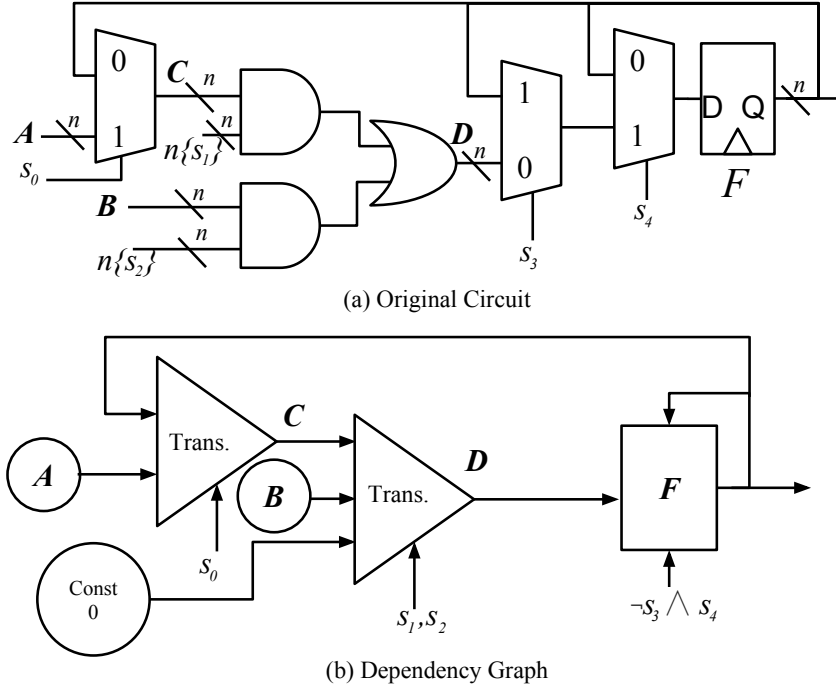 0
1
A
n
s0
C
n
n{s1}
n
B
n
n{s2}
n
D
n
1
0
s3
0
1
s4
D Q
F
n
(a) Original Circuit
Trans.
C
A
s0
B
Const
0
Trans.
D
s1,s2
F
¬s3 ∧ s4
(b) Dependency Graph